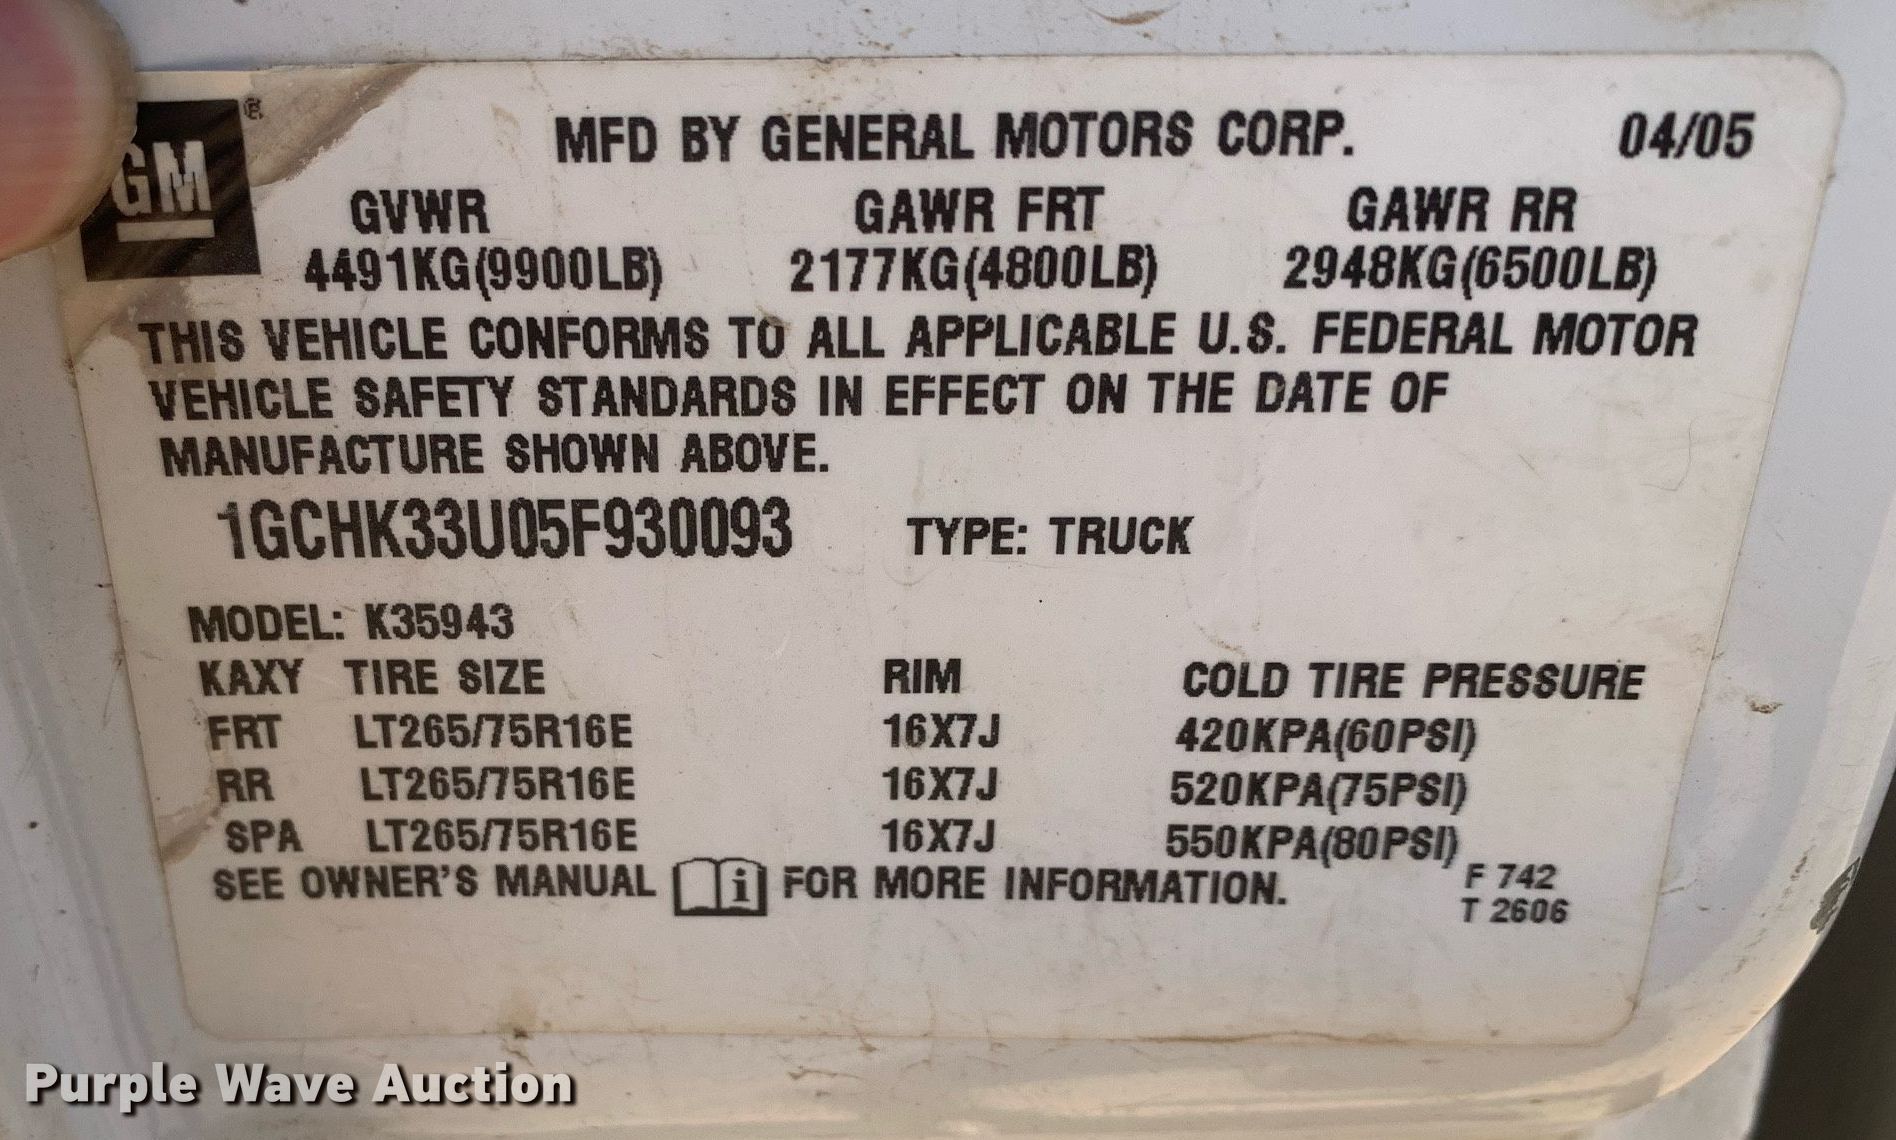 GM ®
MFD BY GENERAL MOTORS CORP. 04/05
GVWR GAWR FRT GAWR RR
4491KG(9900LB) 2177KG(4800LB) 2948KG(6500LB)
THIS VEHICLE CONFORMS TO ALL APPLICABLE U.S. FEDERAL MOTOR
VEHICLE SAFETY STANDARDS IN EFFECT ON THE DATE OF
MANUFACTURE SHOWN ABOVE.
1GCHK33U05F930093 TYPE: TRUCK
MODEL: K35943
KAXY TIRE SIZE RIM COLD TIRE PRESSURE
FRT LT265/75R16E 16X7J 420KPA(60PSI)
RR LT265/75R16E 16X7J 520KPA(75PSI)
SPA LT265/75R16E 16X7J 550KPA(80PSI)
SEE OWNER'S MANUAL i FOR MORE INFORMATION.
F 742
T 2606
Purple Wave Auction